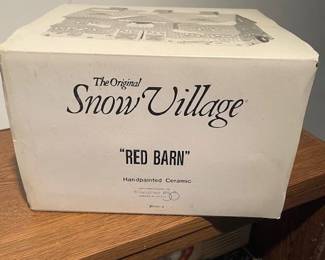 The Original
Snow Village
"RED BARN"
Handpainted Ceramic